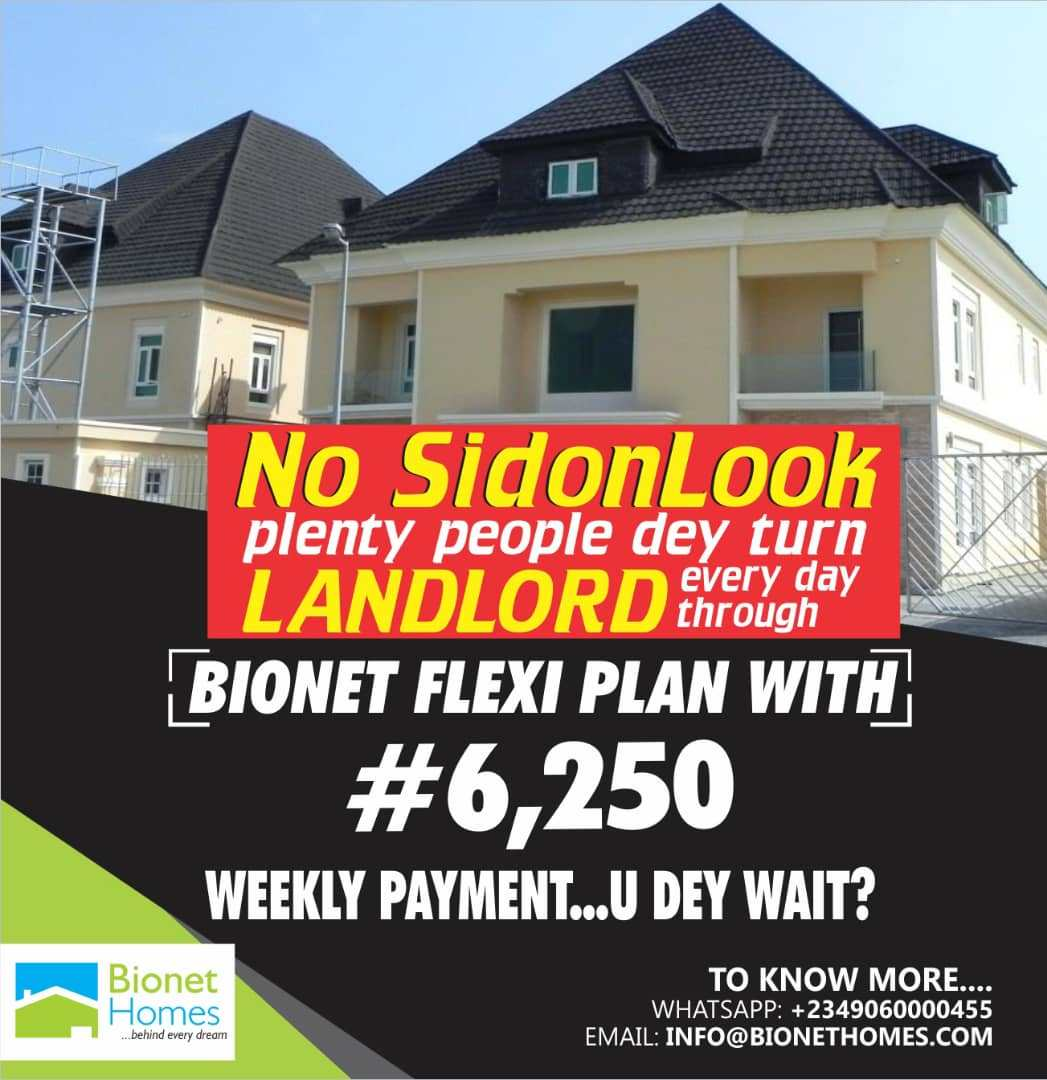 No SidonLook
plenty people dey turn
LANDLORD every day through
BIONET FLEXI PLAN WITH
#6,250
WEEKLY PAYMENT...U DEY WAIT?
Bionet
Homes
...behind every dream
TO KNOW MORE....
WHATSAPP: +2349060000455
EMAIL: INFO@BIONETHOMES.COM